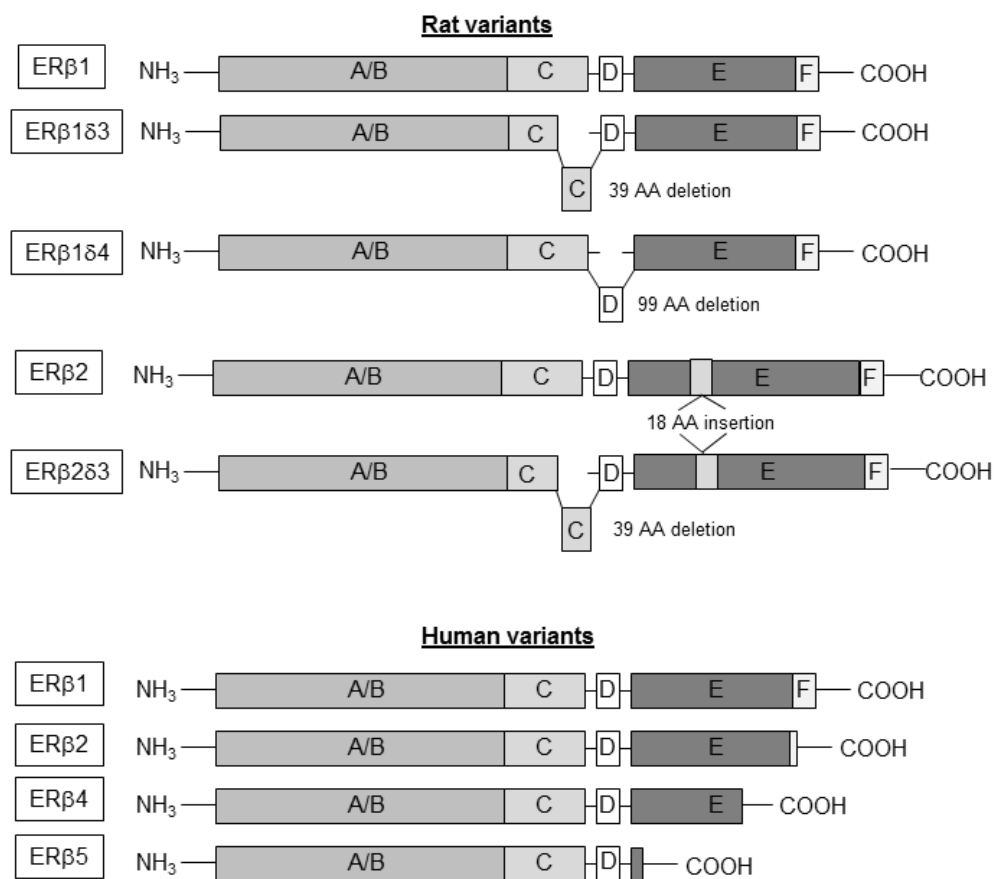 Rat variants
ERβ1 NH3 A/B C D E F COOH
ERβ1δ3 NH3 A/B C D E F COOH
C 39 AA deletion
ERβ1δ4 NH3 A/B C E F COOH
D 99 AA deletion
ERβ2 NH3 A/B C D E F COOH
18 AA insertion
ERβ2δ3 NH3 A/B C D E F COOH
C 39 AA deletion
Human variants
ERβ1 NH3 A/B C D E F COOH
ERβ2 NH3 A/B C D E COOH
ERβ4 NH3 A/B C D E COOH
ERβ5 NH3 A/B C D COOH